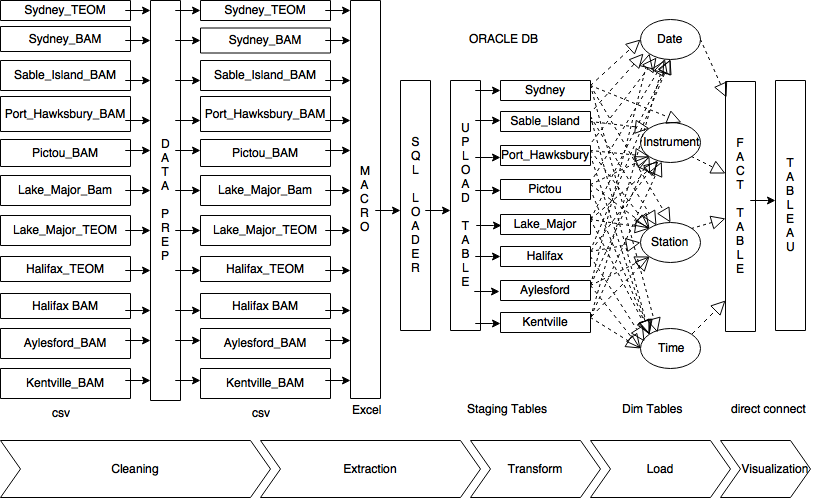 Sydney_TEOM
Sydney_BAM
Sable_Island_BAM
Port_Hawksbury_BAM
Pictou_BAM
Lake_Major_Bam
Lake_Major_TEOM
Halifax_TEOM
Halifax BAM
Aylesford_BAM
Kentville_BAM
csv
DATA PREP
Sydney_TEOM
Sydney_BAM
Sable_Island_BAM
Port_Hawksbury_BAM
Pictou_BAM
Lake_Major_Bam
Lake_Major_TEOM
Halifax_TEOM
Halifax BAM
Aylesford_BAM
Kentville_BAM
csv
MACRO
Excel
ORACLE DB
SQL LOADER
UPLOAD TABLE
Sydney
Sable_Island
Port_Hawksbury
Pictou
Lake_Major
Halifax
Aylesford
Kentville
Staging Tables
Date
Instrument
Station
Time
Dim Tables
FACT TABLE
TABLEAU
direct connect
Cleaning
Extraction
Transform
Load
Visualization